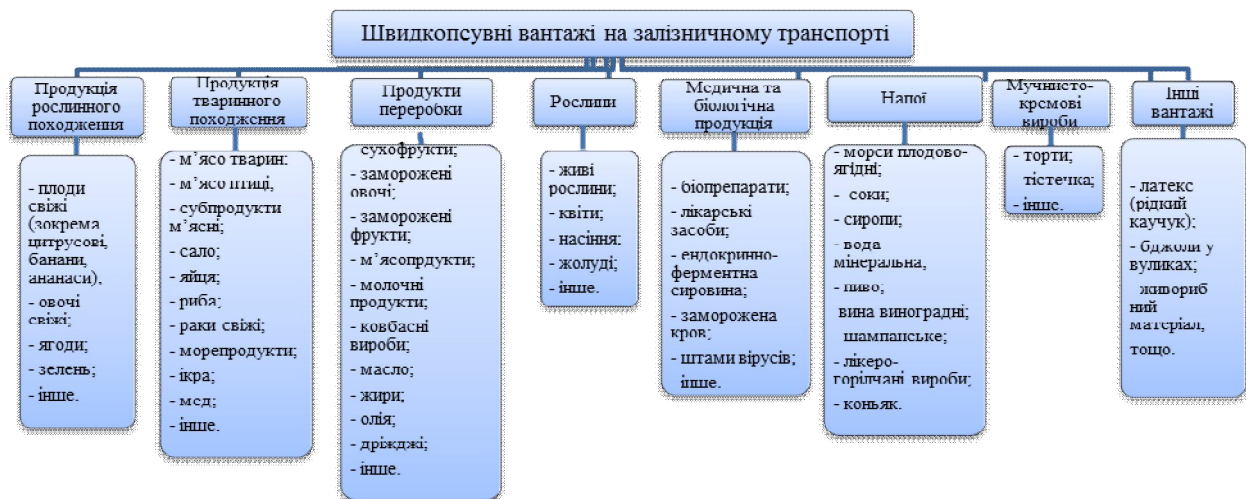 Швидкопсувні вантажі на залізничному транспорті
Продукція
рослинного
походження
- плоди
свіжі
(зокрема
цитрусові,
банани,
ананаси),
- овочі
свіжі;
- ягоди;
- зелень;
- інше.
Продукція
тваринного
походження
- м’ясо тварин;
- м’ясо птиці,
- субпродукти
м’ясні;
- сало;
- яйця;
- риба;
- раки свіжі;
- морепродукти;
- ікра;
- мед;
- інше.
Продукти
переробки
сухофрукти;
- заморожені
овочі;
- заморожені
фрукти;
- м’ясопрдукти;
- молочні
продукти;
- ковбасні
вироби;
- масло;
- жири;
- олія;
- дріжджі;
- інше.
Рослини
- живі
рослини;
- квіти;
- насіння;
- жолуді;
- інше.
Медична та
біологічна
продукція
- біопрепарати;
- лікарські
засоби;
- ендокринно-
ферментна
сировина;
- заморожена
кров;
- штами вірусів;
інше.
Напої
- морси плодово-
ягідні;
- соки;
- сиропи;
- вода
мінеральна,
- пиво;
вина виноградні;
шампанське;
- лікеро-
горілчані вироби;
- коньяк.
Мучнисто-
кремові
вироби
- торти;
тістечка;
- інше.
Інші
вантажі
- латекс
(рідкий
каучук);
- бджоли у
вуликах;
живориб
ний
матеріал,
тощо.